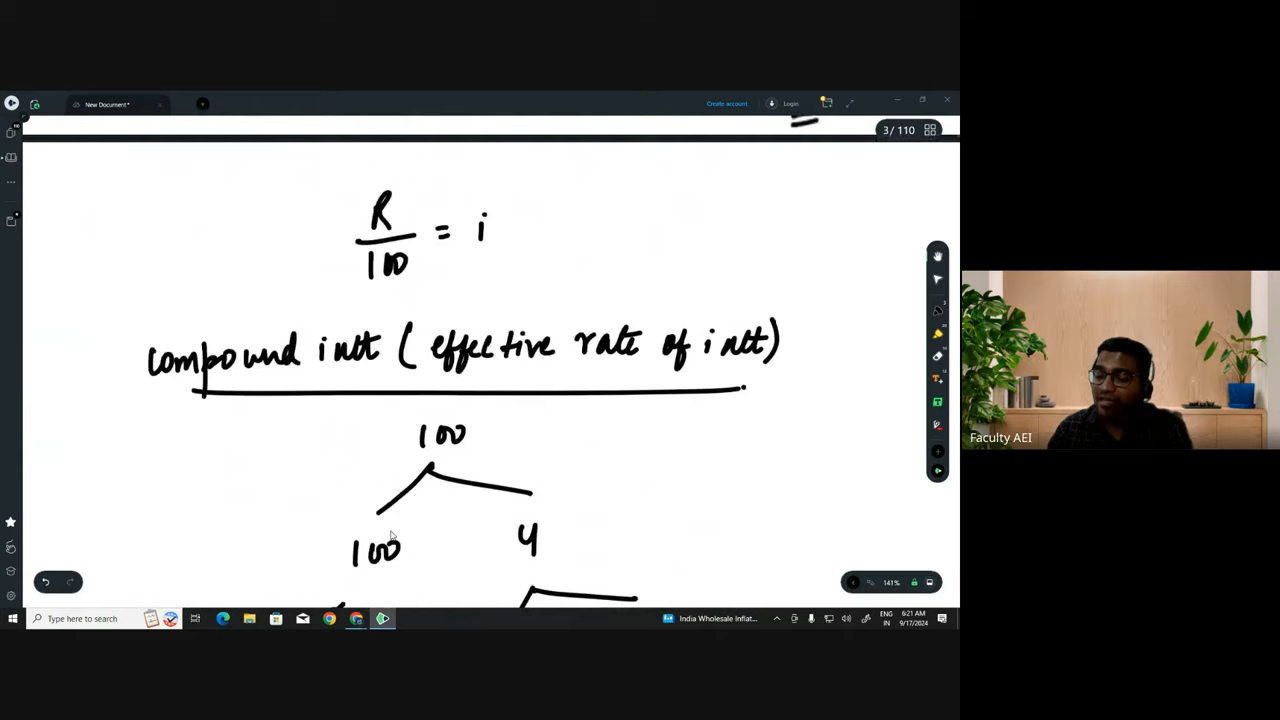 New Document*
Create account
Login
3 / 110
R
100
= i
compound intt ( effective rate of intt)
100
100
4
Faculty AEI
141%
Type here to search
India Wholesale Inflat...
ENG
IN
6:21 AM
9/17/2024